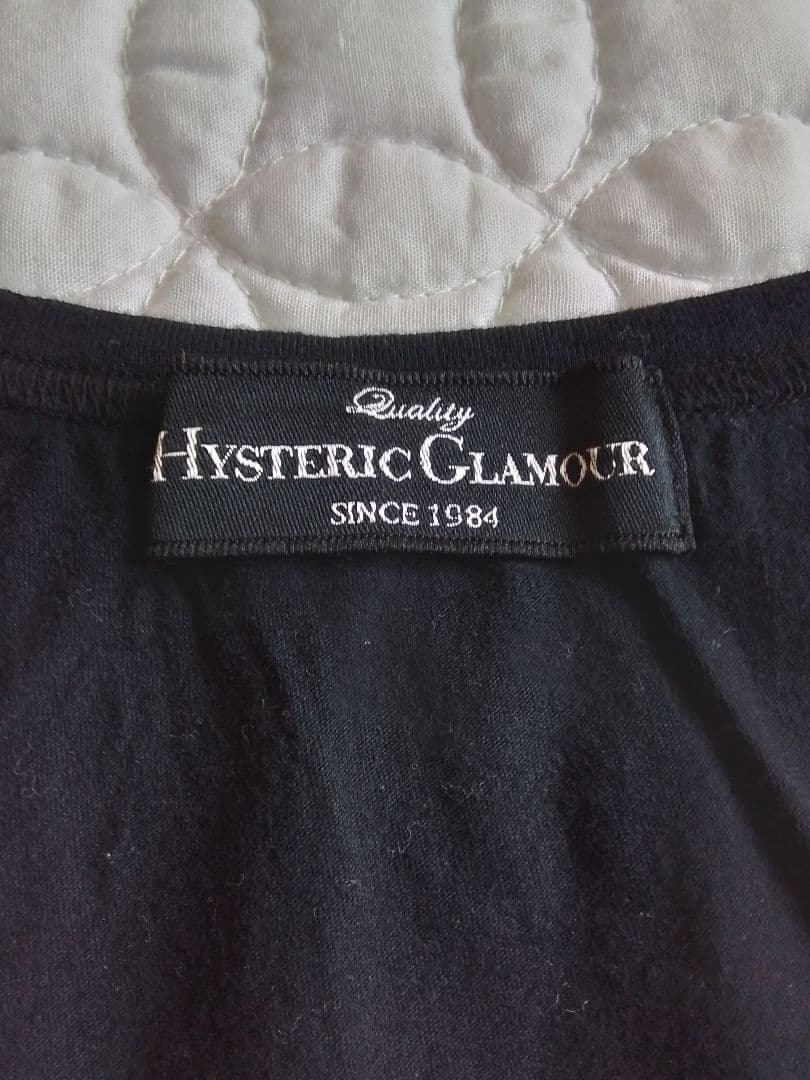 Quality
HYSTERIC GLAMOUR
SINCE 1984